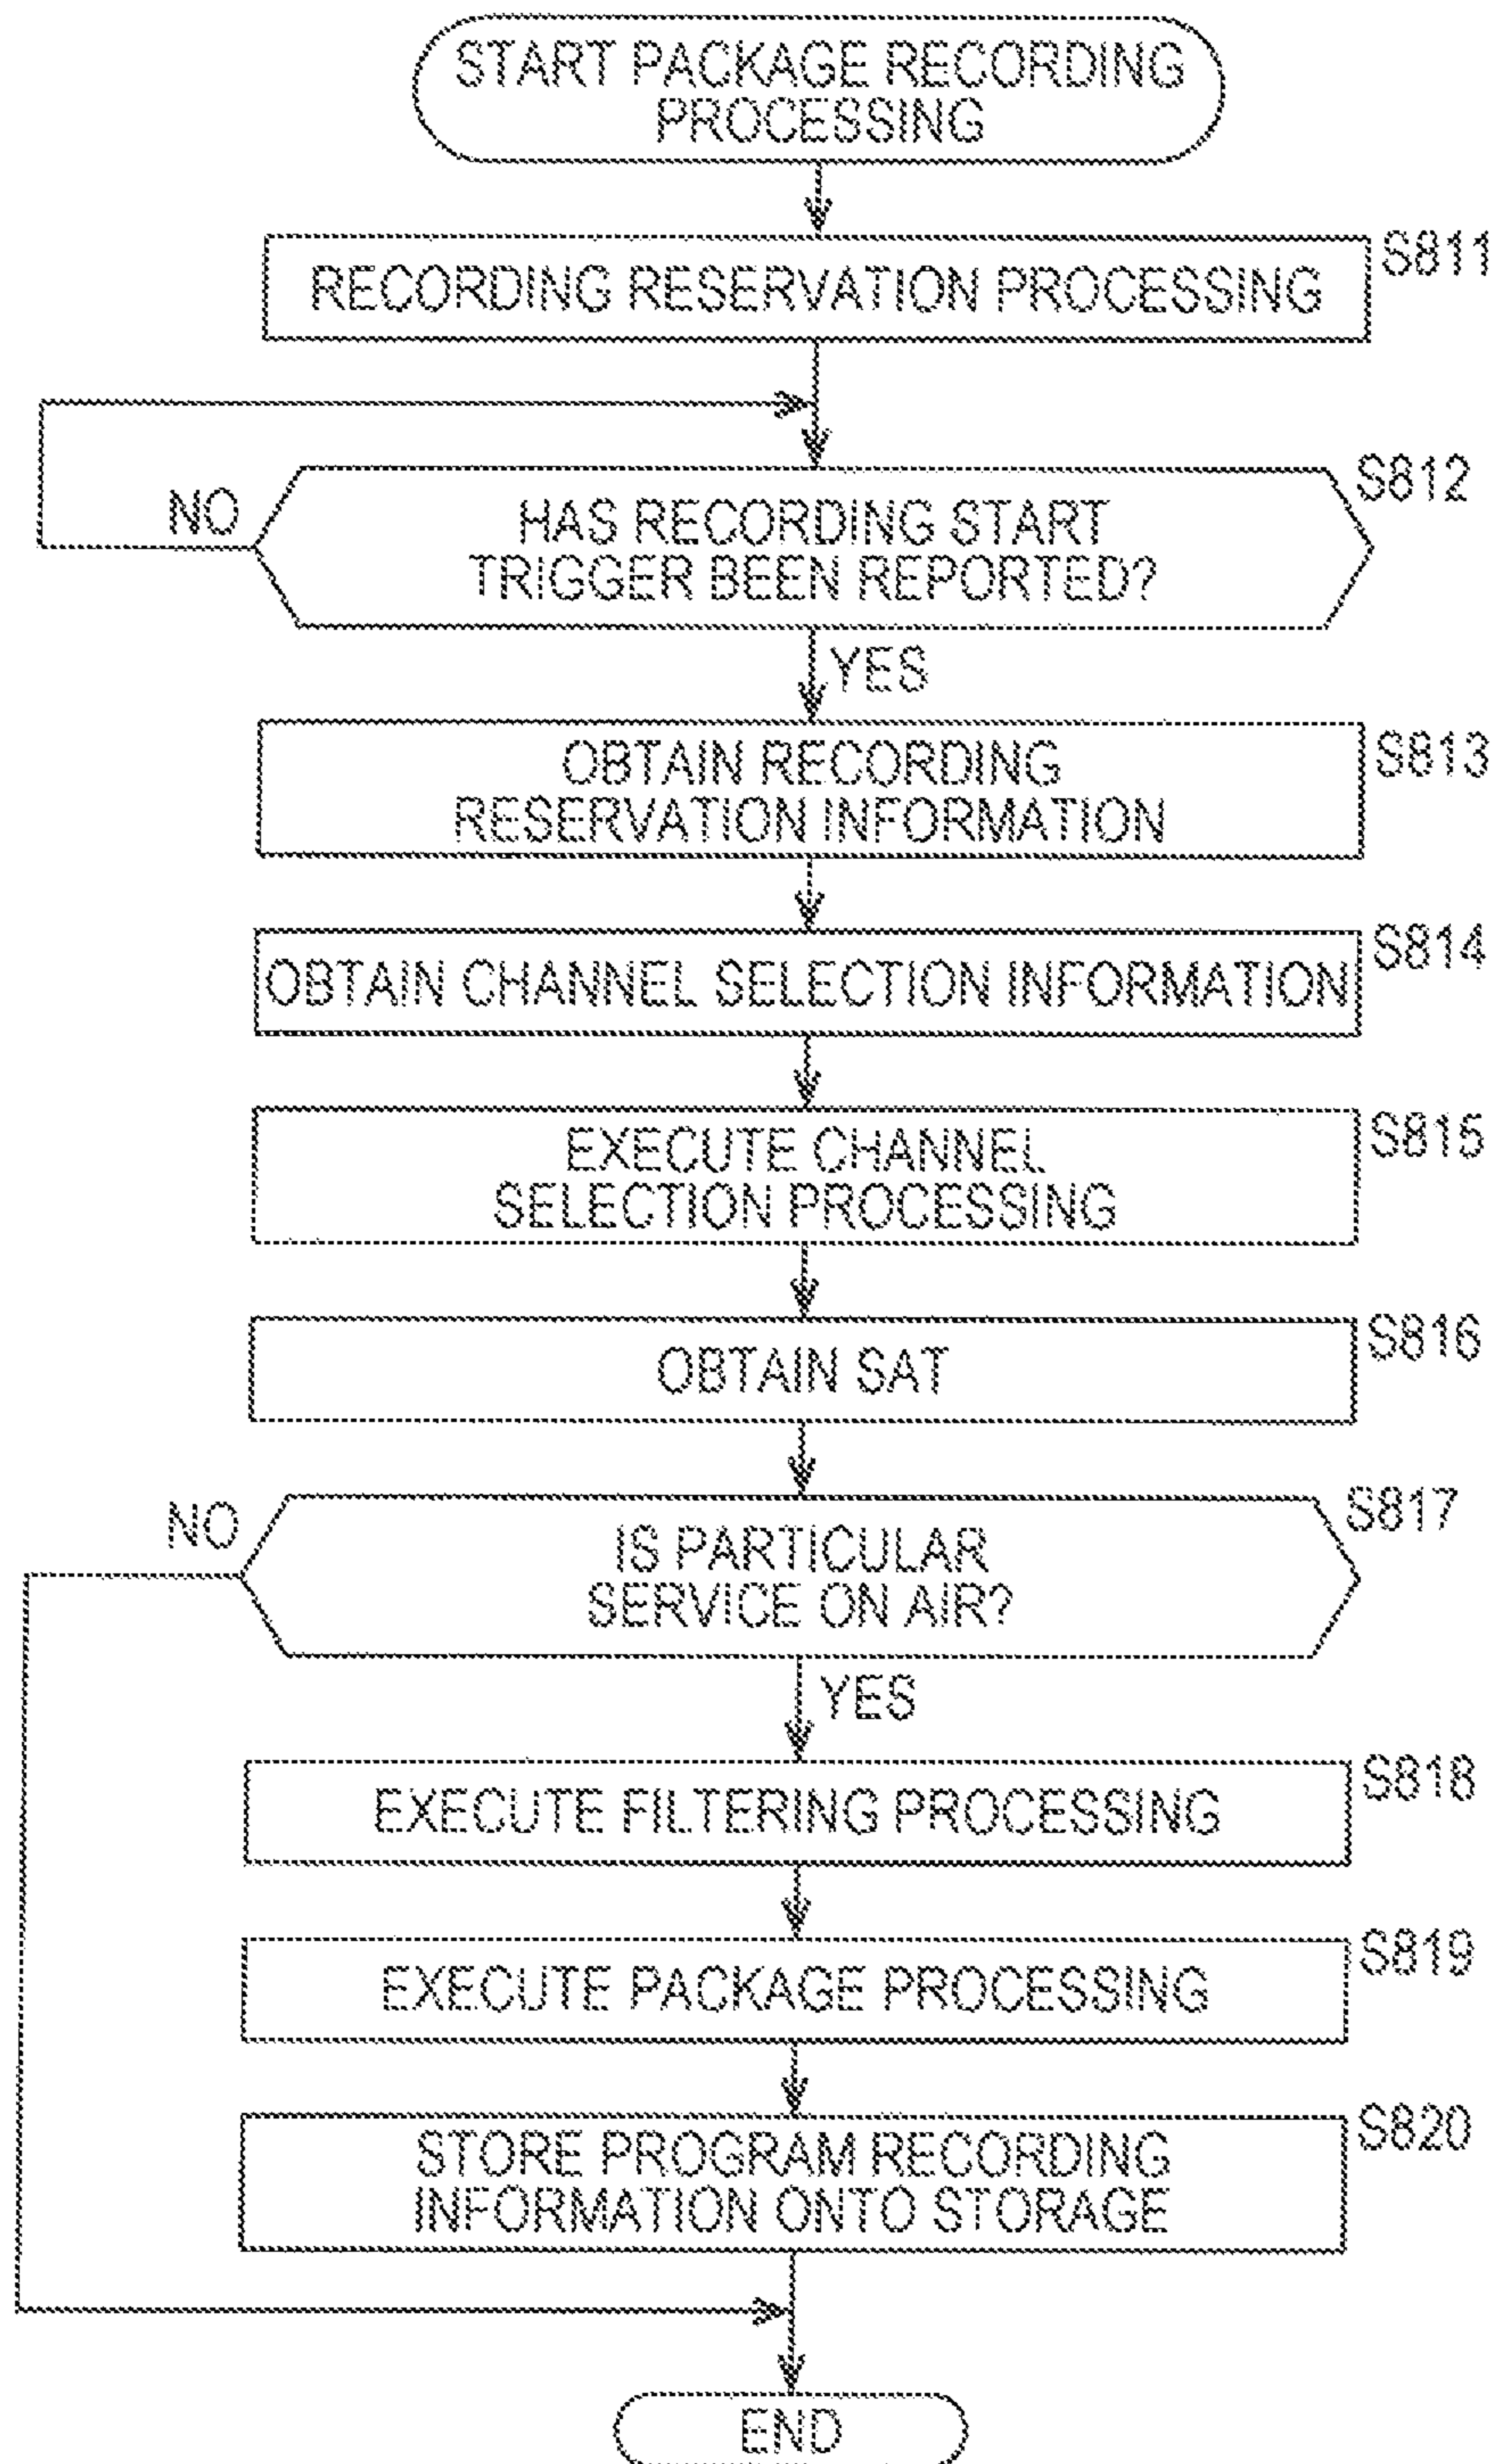 START PACKAGE RECORDING
PROCESSING
S811
RECORDING RESERVATION PROCESSING
S812
NO
HAS RECORDING START
TRIGGER BEEN REPORTED?
YES
S813
OBTAIN RECORDING
RESERVATION INFORMATION
S814
OBTAIN CHANNEL SELECTION INFORMATION
S815
EXECUTE CHANNEL
SELECTION PROCESSING
S816
OBTAIN SAT
S817
NO
IS PARTICULAR
SERVICE ON AIR?
YES
S818
EXECUTE FILTERING PROCESSING
S819
EXECUTE PACKAGE PROCESSING
S820
STORE PROGRAM RECORDING
INFORMATION ONTO STORAGE
END